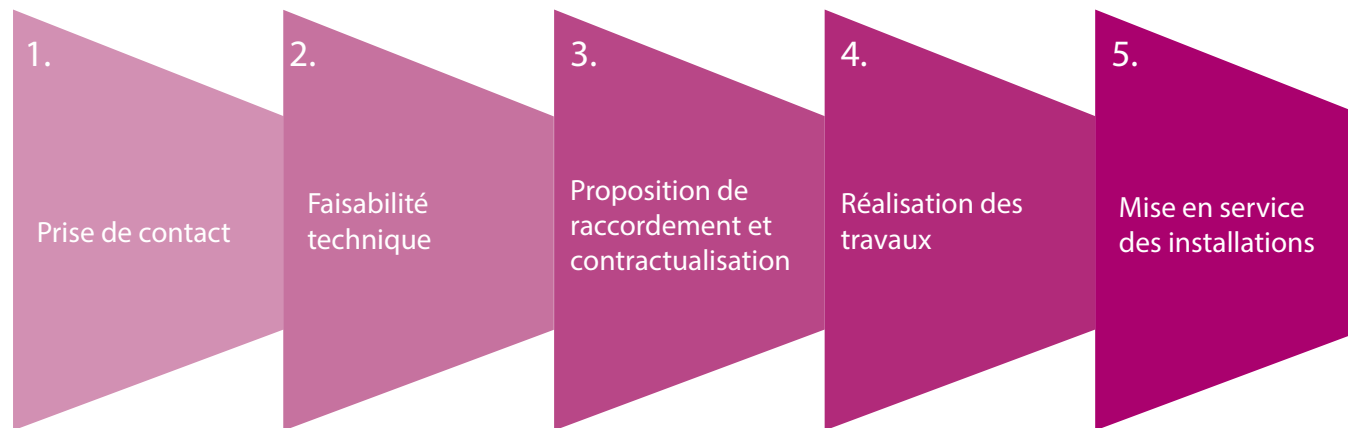 1.
Prise de contact
2.
Faisabilité
technique
3.
Proposition de
raccordement et
contractualisation
4.
Réalisation des
travaux
5.
Mise en service
des installations